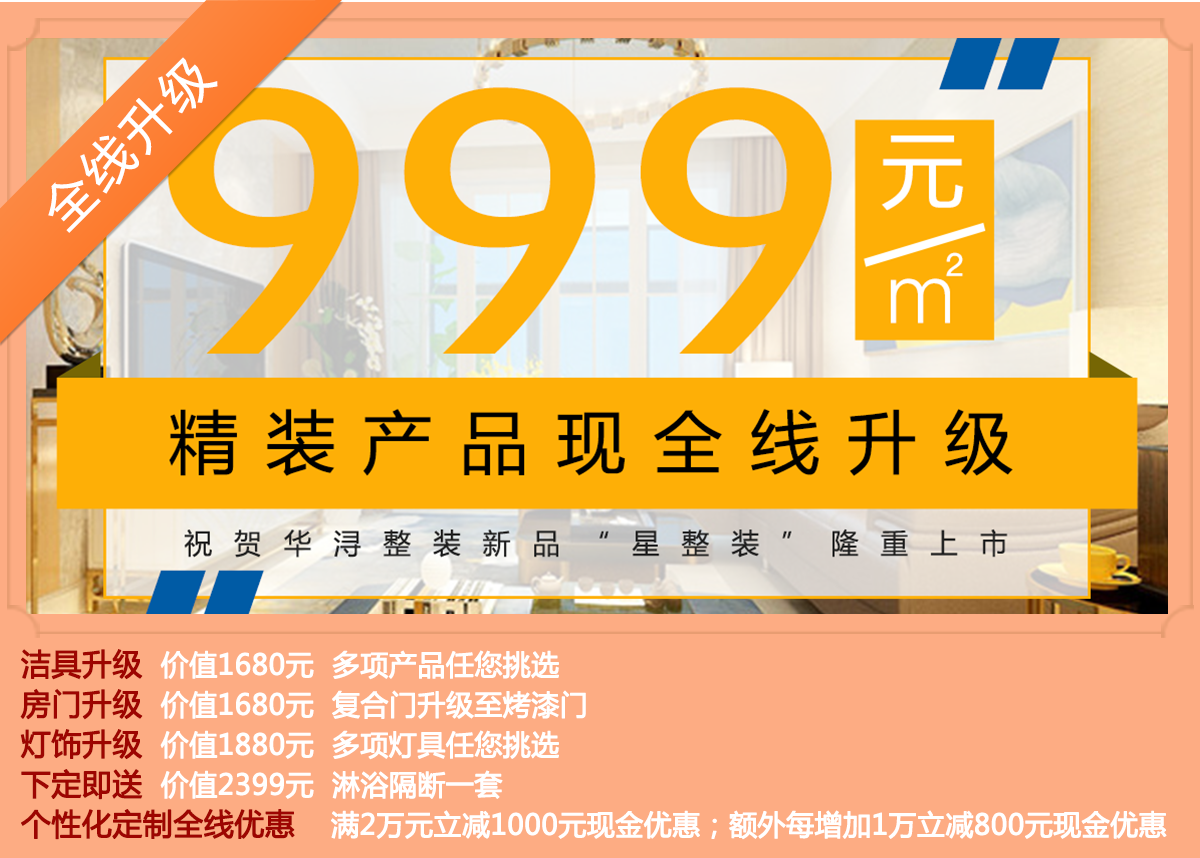 全线升级
999元/m²
精装产品现全线升级
祝贺华浔整装新品“星整装”隆重上市
洁具升级 价值1680元 多项产品任您挑选
房门升级 价值1680元 复合门升级至烤漆门
灯饰升级 价值1880元 多项灯具任您挑选
下定即送 价值2399元 淋浴隔断一套
个性化定制全线优惠 满2万元立减1000元现金优惠；额外每增加1万立减800元现金优惠